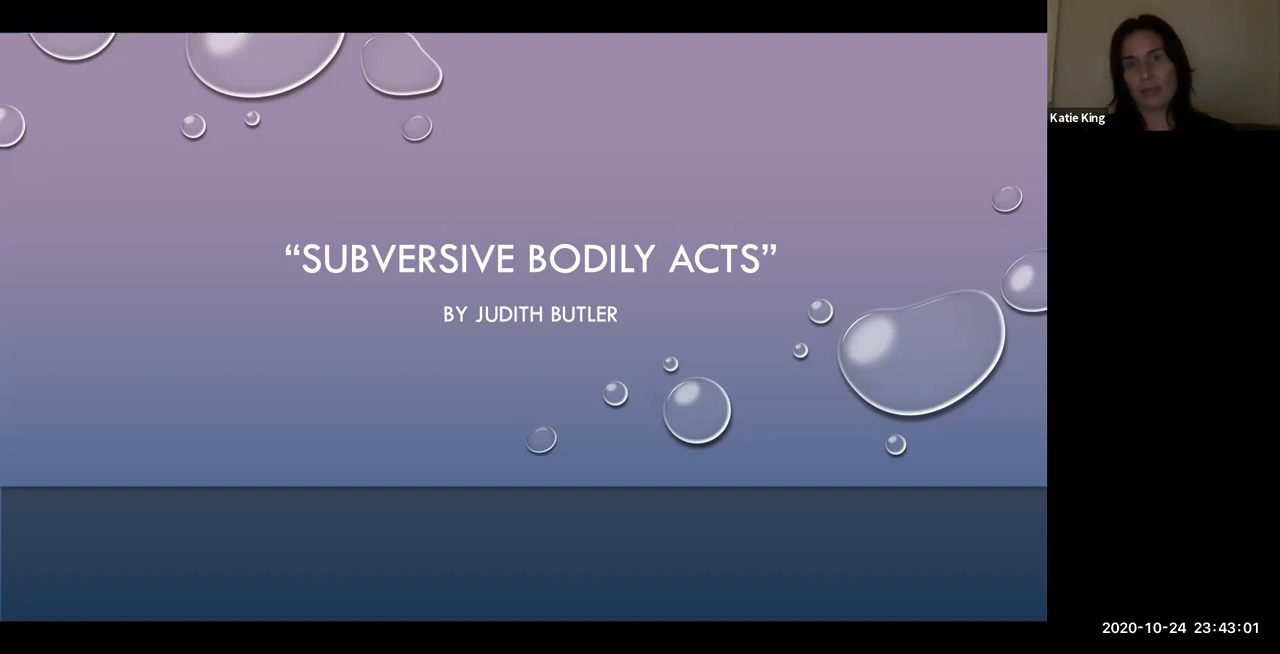 “SUBVERSIVE BODILY ACTS”
BY JUDITH BUTLER
Katie King
2020-10-24 23:43:01